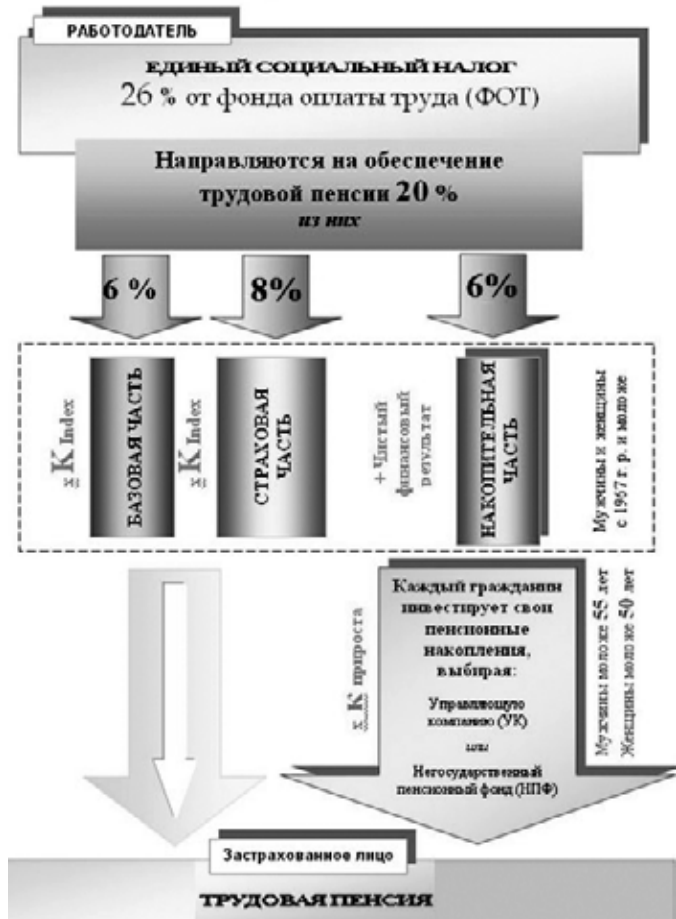 РАБОТОДАТЕЛЬ
ЕДИНЫЙ СОЦИАЛЬНЫЙ НАЛОГ
26 % от фонда оплаты труда (ФОТ)
Направляются на обеспечение
трудовой пенсии 20 %
из них
6 %
8%
6%
x K Index
БАЗОВАЯ ЧАСТЬ
x K Index
СТРАХОВАЯ
ЧАСТЬ
+ Чистый
финансовый
результат
НАКОПИТЕЛЬНАЯ
ЧАСТЬ
Мужчины и женщины
с 1967 г. р. и моложе
x K прироста
Каждый гражданин
инвестирует свои
пенсионные
накопления,
выбирая:
Управляющую
компанию (УК)
или
Негосударственный
пенсионный фонд (НПФ)
Мужчины моложе 55 лет
Женщины моложе 50 лет
Застрахованное лицо
ТРУДОВАЯ ПЕНСИЯ